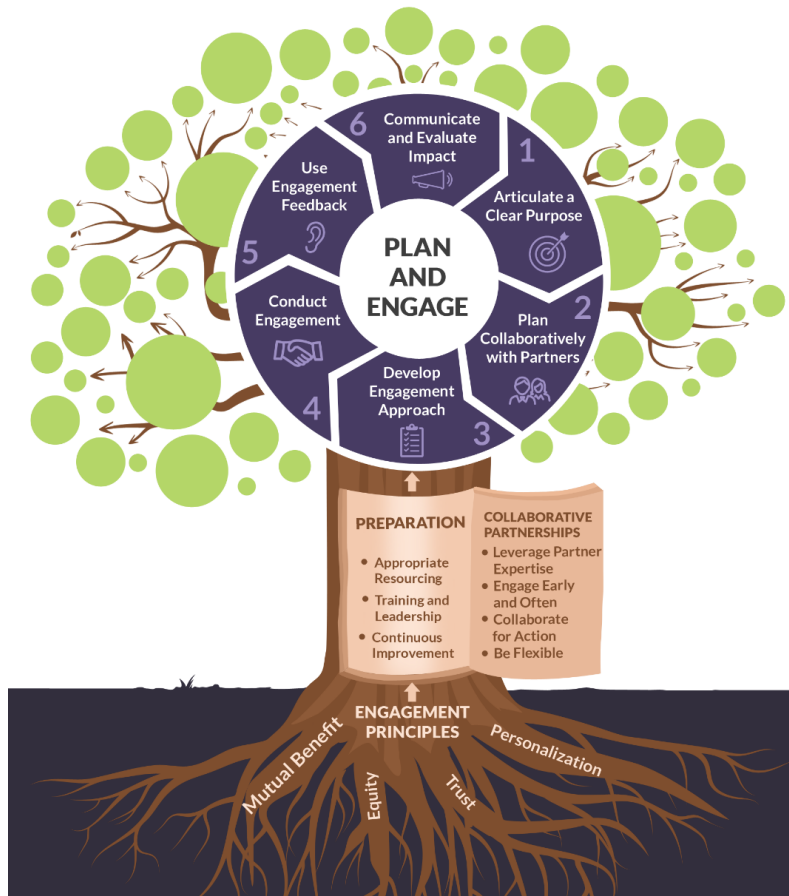 PLAN
AND
ENGAGE
1
Articulate a
Clear Purpose
2
Plan
Collaboratively
with Partners
3
Develop
Engagement
Approach
4
Conduct
Engagement
5
Use
Engagement
Feedback
6
Communicate
and Evaluate
Impact
PREPARATION
• Appropriate
Resourcing
• Training and
Leadership
• Continuous
Improvement
COLLABORATIVE
PARTNERSHIPS
• Leverage Partner
Expertise
• Engage Early
and Often
• Collaborate
for Action
• Be Flexible
ENGAGEMENT
PRINCIPLES
Mutual Benefit
Equity
Trust
Personalization